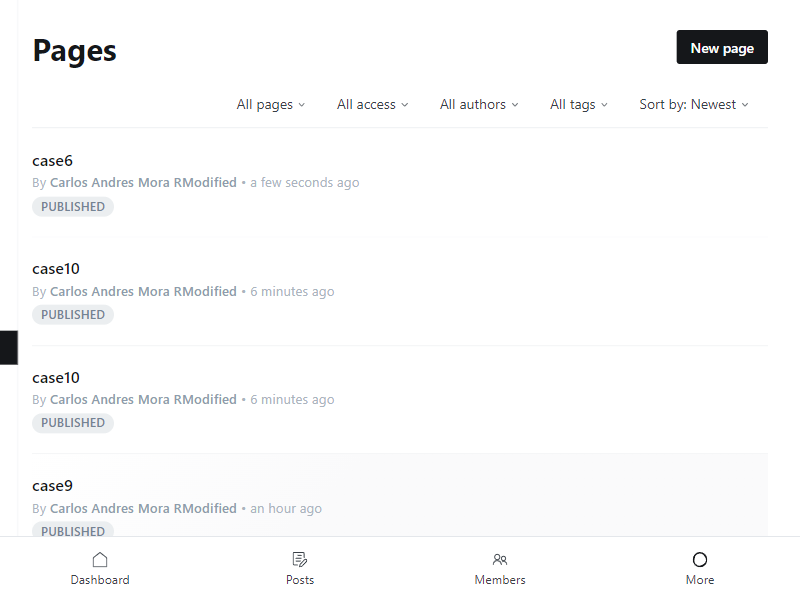 Pages
New page
All pages
All access
All authors
All tags
Sort by: Newest
case6
By Carlos Andres Mora RModified • a few seconds ago
PUBLISHED
case10
By Carlos Andres Mora RModified • 6 minutes ago
PUBLISHED
case10
By Carlos Andres Mora RModified • 6 minutes ago
PUBLISHED
case9
By Carlos Andres Mora RModified • an hour ago
PUBLISHED
Dashboard
Posts
Members
More